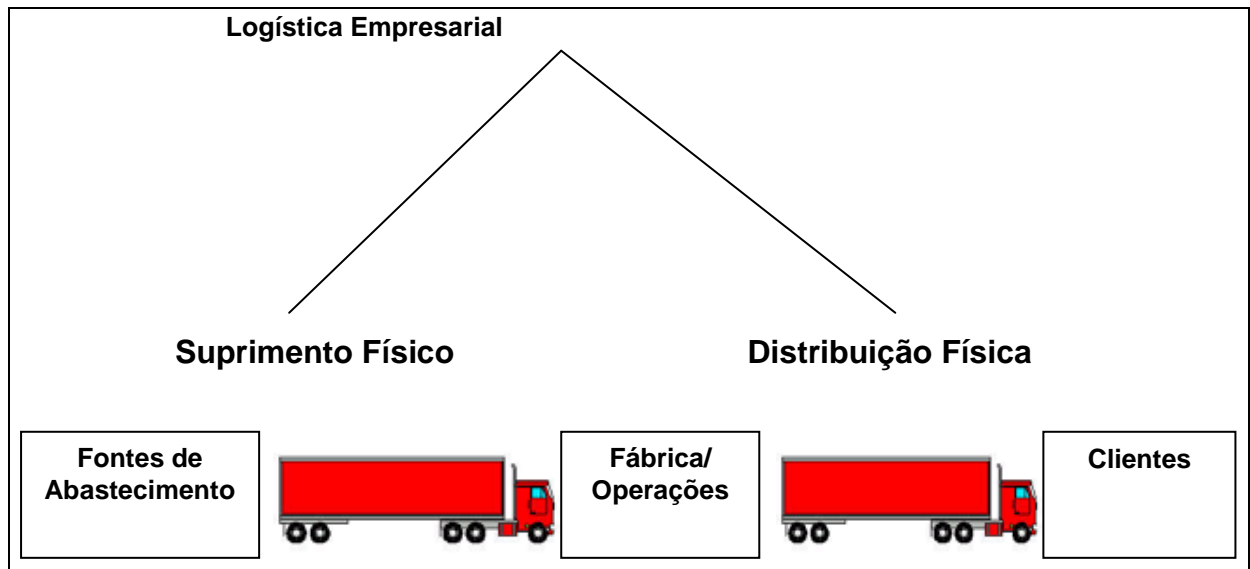 Logística Empresarial
Suprimento Físico
Distribuição Física
Fontes de
Abastecimento
Fábrica/
Operações
Clientes